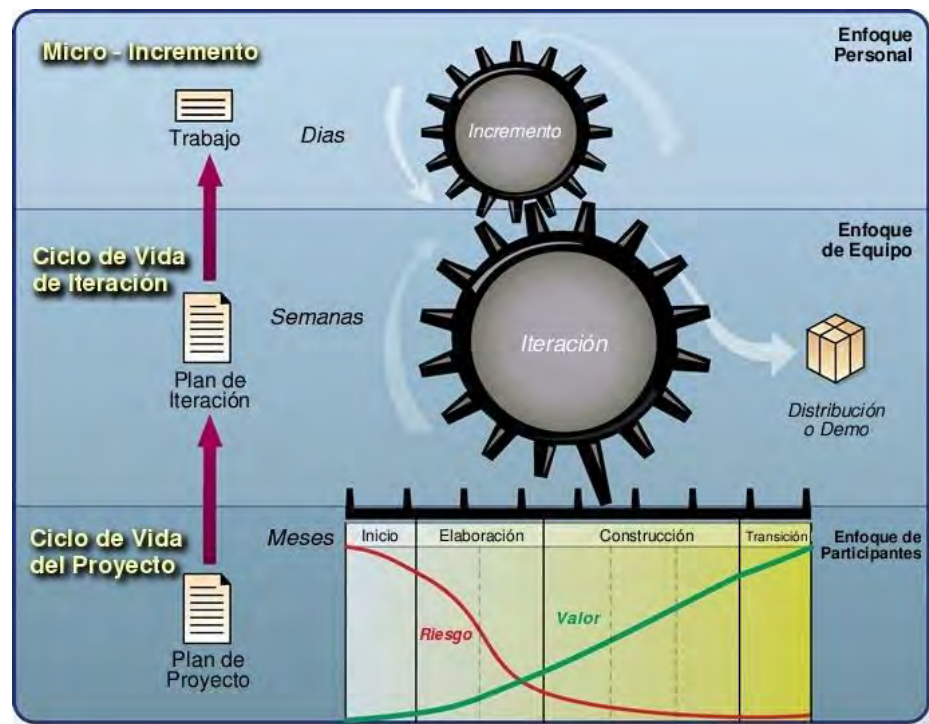 Micro - Incremento
Enfoque
Personal
Trabajo
Dias
Incremento
Ciclo de Vida
de Iteración
Enfoque
de Equipo
Semanas
Iteración
Plan de
Iteración
Distribución
o Demo
Ciclo de Vida
del Proyecto
Meses
Inicio
Elaboración
Construcción
Transición
Enfoque de
Participantes
Riesgo
Valor
Plan de
Proyecto